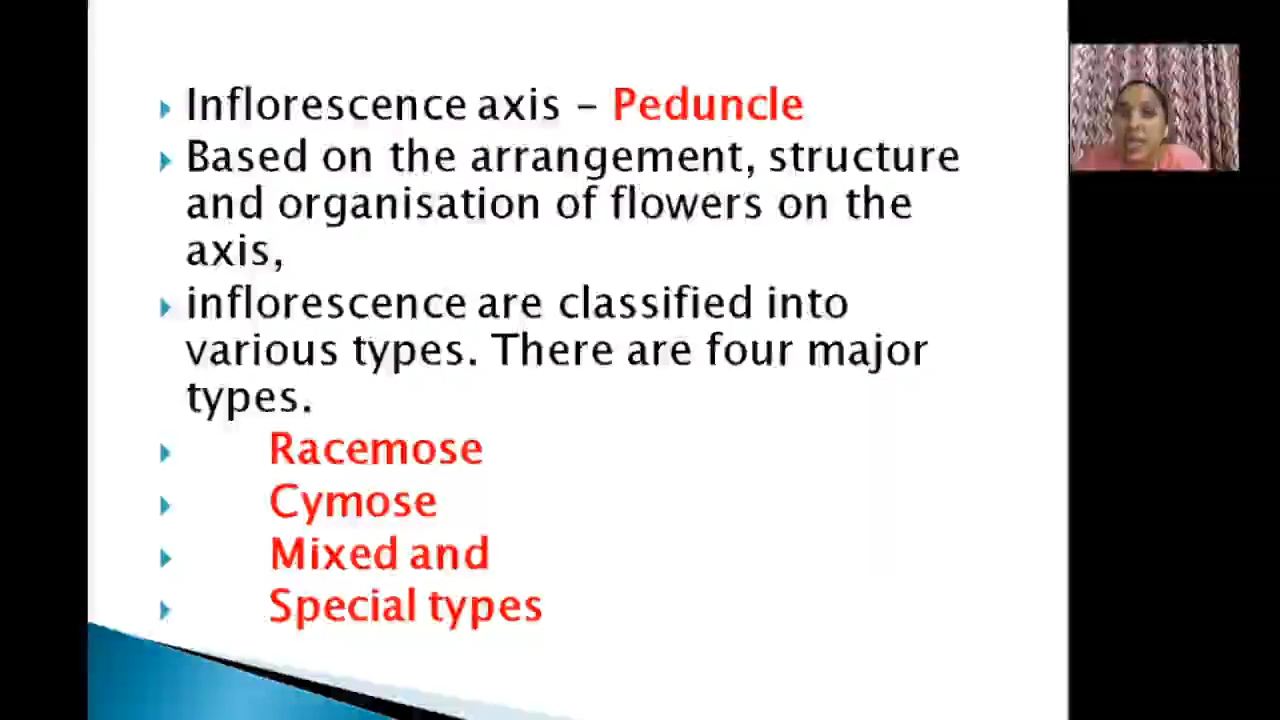 Inflorescence axis – Peduncle
Based on the arrangement, structure
and organisation of flowers on the
axis,
inflorescence are classified into
various types. There are four major
types.
Racemose
Cymose
Mixed and
Special types